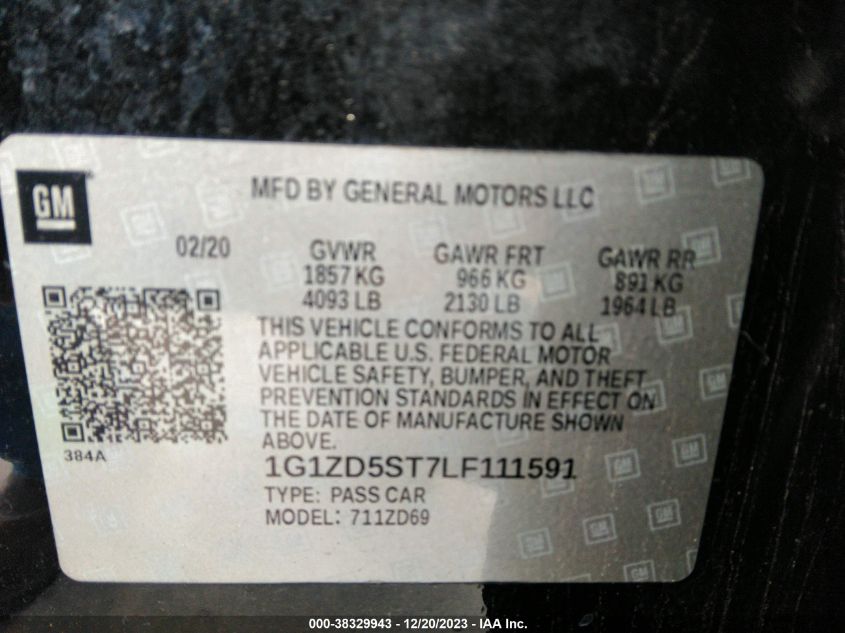 GM
MFD BY GENERAL MOTORS LLC
02/20 GVWR GAWR FRT GAWR RR
1857 KG 966 KG 891 KG
4093 LB 2130 LB 1964 LB
THIS VEHICLE CONFORMS TO ALL
APPLICABLE U.S. FEDERAL MOTOR
VEHICLE SAFETY, BUMPER, AND THEFT
PREVENTION STANDARDS IN EFFECT ON
THE DATE OF MANUFACTURE SHOWN
ABOVE.
384A
1G1ZD5ST7LF111591
TYPE: PASS CAR
MODEL: 711ZD69
000-38329943 - 12/20/2023 - IAA Inc.